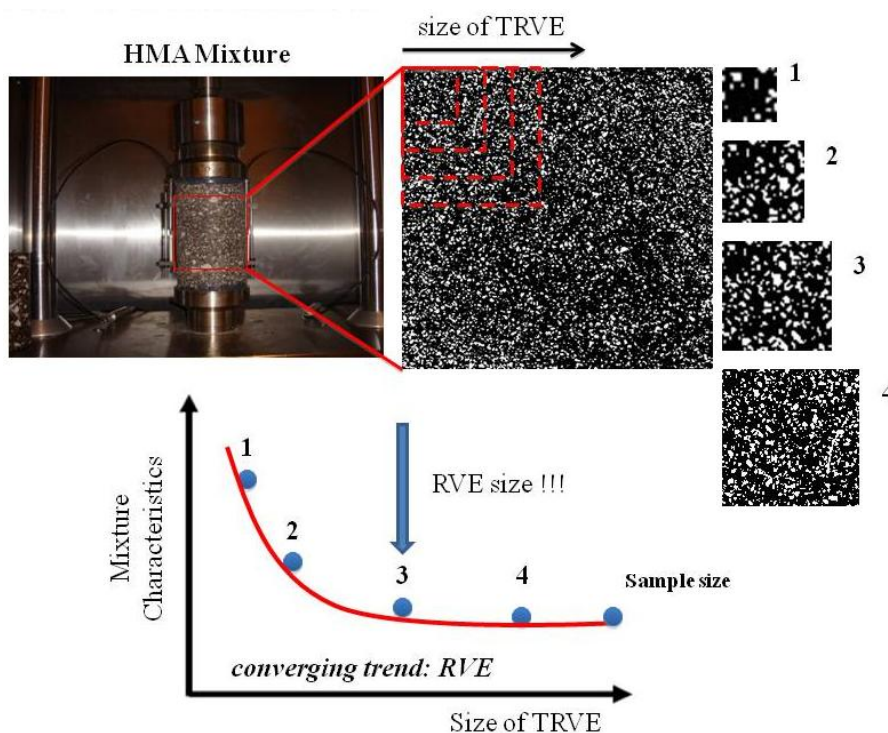 size of TRVE
HMA Mixture
1
2
3
4
Mixture
Characteristics
1
2
3
4
RVE size !!!
Sample size
converging trend: RVE
Size of TRVE